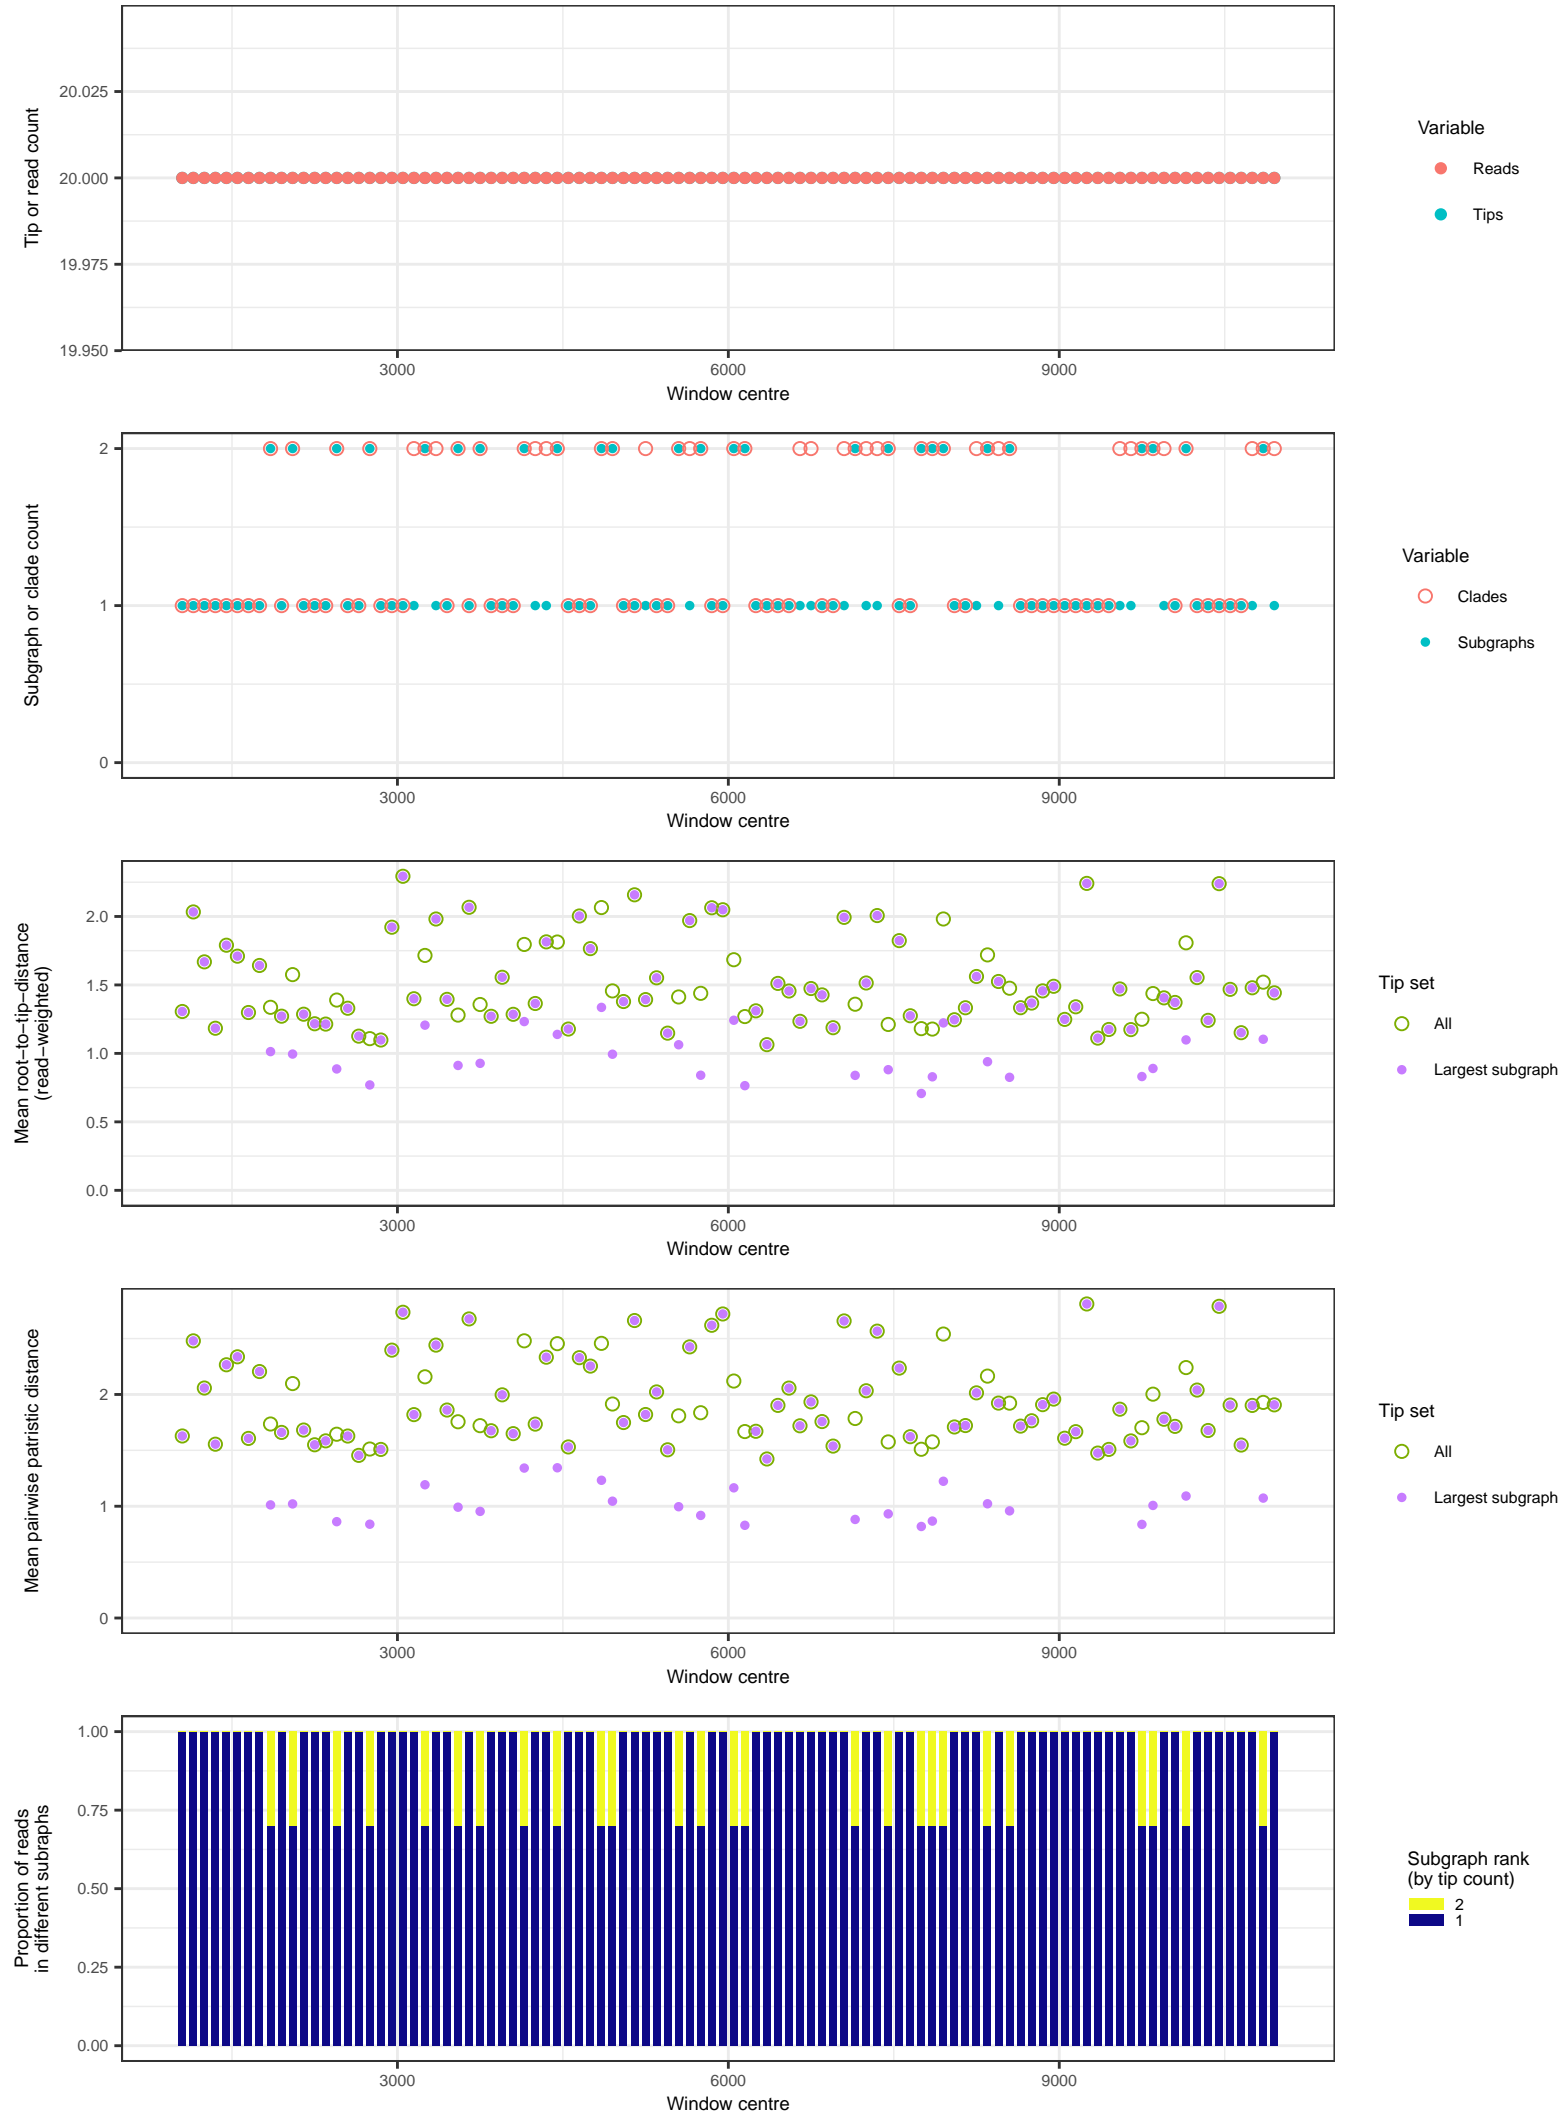 20.025
20.000
19.975
19.950
Tip or read count
3000
6000
9000
Window centre
Variable
Reads
Tips
2
1
0
Subgraph or clade count
3000
6000
9000
Window centre
Variable
Clades
Subgraphs
2.0
1.5
1.0
0.5
0.0
Mean root−to−tip−distance
(read−weighted)
3000
6000
9000
Window centre
Tip set
All
Largest subgraph
2
1
0
Mean pairwise patristic distance
3000
6000
9000
Window centre
Tip set
All
Largest subgraph
1.00
0.75
0.50
0.25
0.00
Proportion of reads
in different subraphs
3000
6000
9000
Window centre
Subgraph rank
(by tip count)
2
1